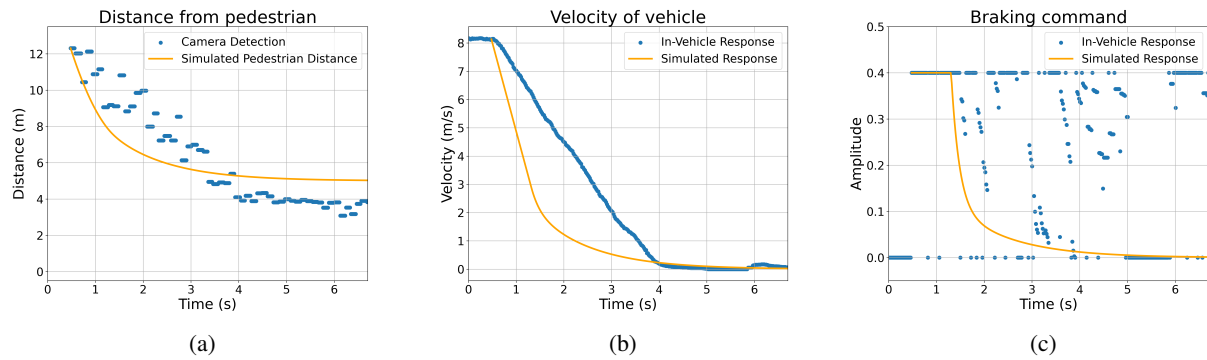 Distance from pedestrian
Camera Detection
Simulated Pedestrian Distance
Distance (m)
12
10
8
6
4
2
0
0 1 2 3 4 5 6
Time (s)
(a)
Velocity of vehicle
In-Vehicle Response
Simulated Response
Velocity (m/s)
8
7
6
5
4
3
2
1
0
0 1 2 3 4 5 6
Time (s)
(b)
Braking command
In-Vehicle Response
Simulated Response
Amplitude
0.5
0.4
0.3
0.2
0.1
0.0
0 1 2 3 4 5 6
Time (s)
(c)